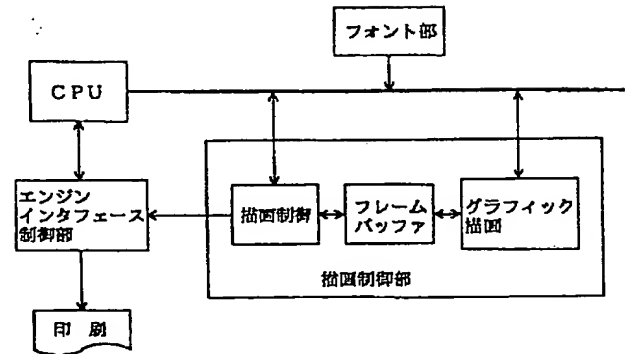 フォント部
CPU
エンジン
インタフェース
制御部
描画制御
フレーム
バッファ
グラフィック
描画
描画制御部
印刷